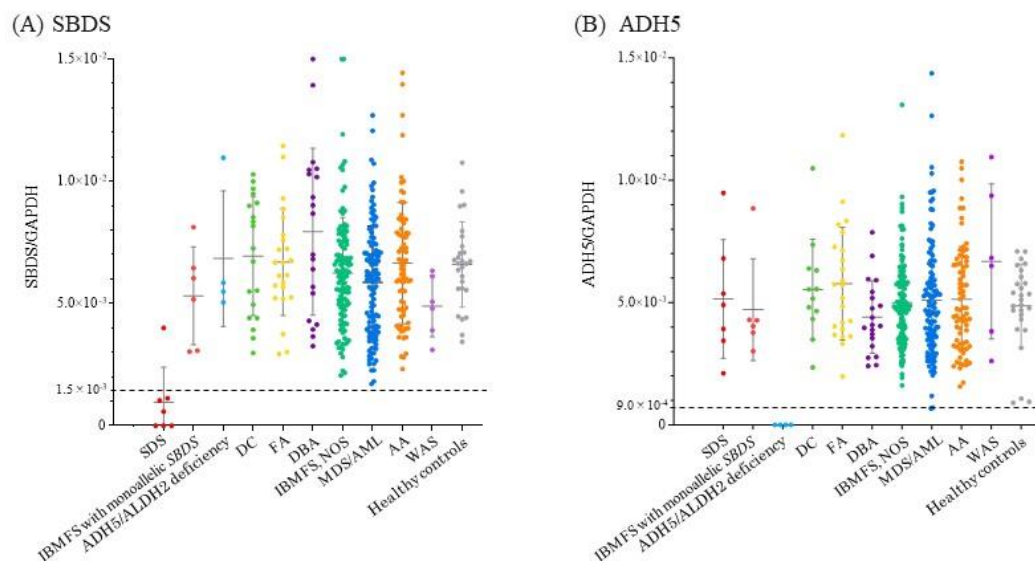 (A) SBDS
SBDS/GAPDH
1.5×10⁻²
1.0×10⁻²
5.0×10⁻³
1.5×10⁻³
0
SDS
IBMFS with monoallelic SBDS
ADH5/ALDH2 deficiency
DC
FA
DBA
IBMFS, NOS
MDS/AML
AA
WAS
Healthy controls
(B) ADH5
ADH5/GAPDH
1.5×10⁻²
1.0×10⁻²
5.0×10⁻³
9.0×10⁻⁴
0
SDS
IBMFS with monoallelic SBDS
ADH5/ALDH2 deficiency
DC
FA
DBA
IBMFS, NOS
MDS/AML
AA
WAS
Healthy controls